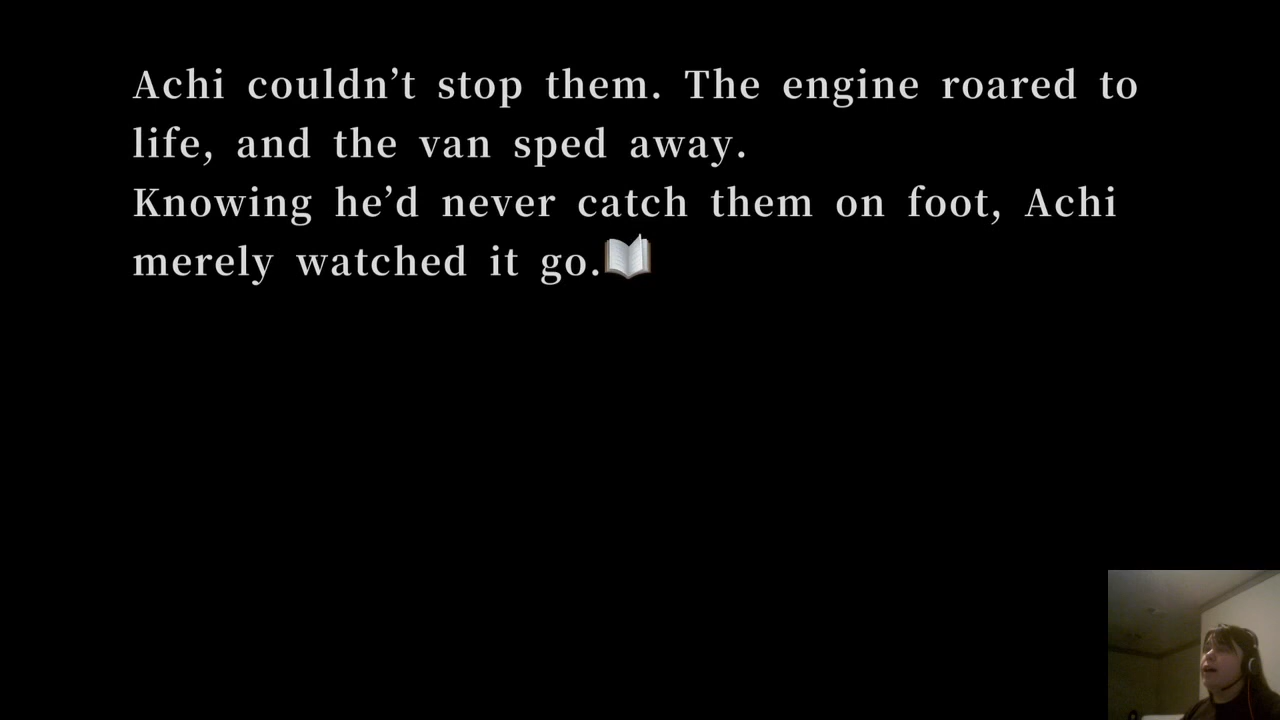 Achi couldn’t stop them. The engine roared to
life, and the van sped away.
Knowing he’d never catch them on foot, Achi
merely watched it go.